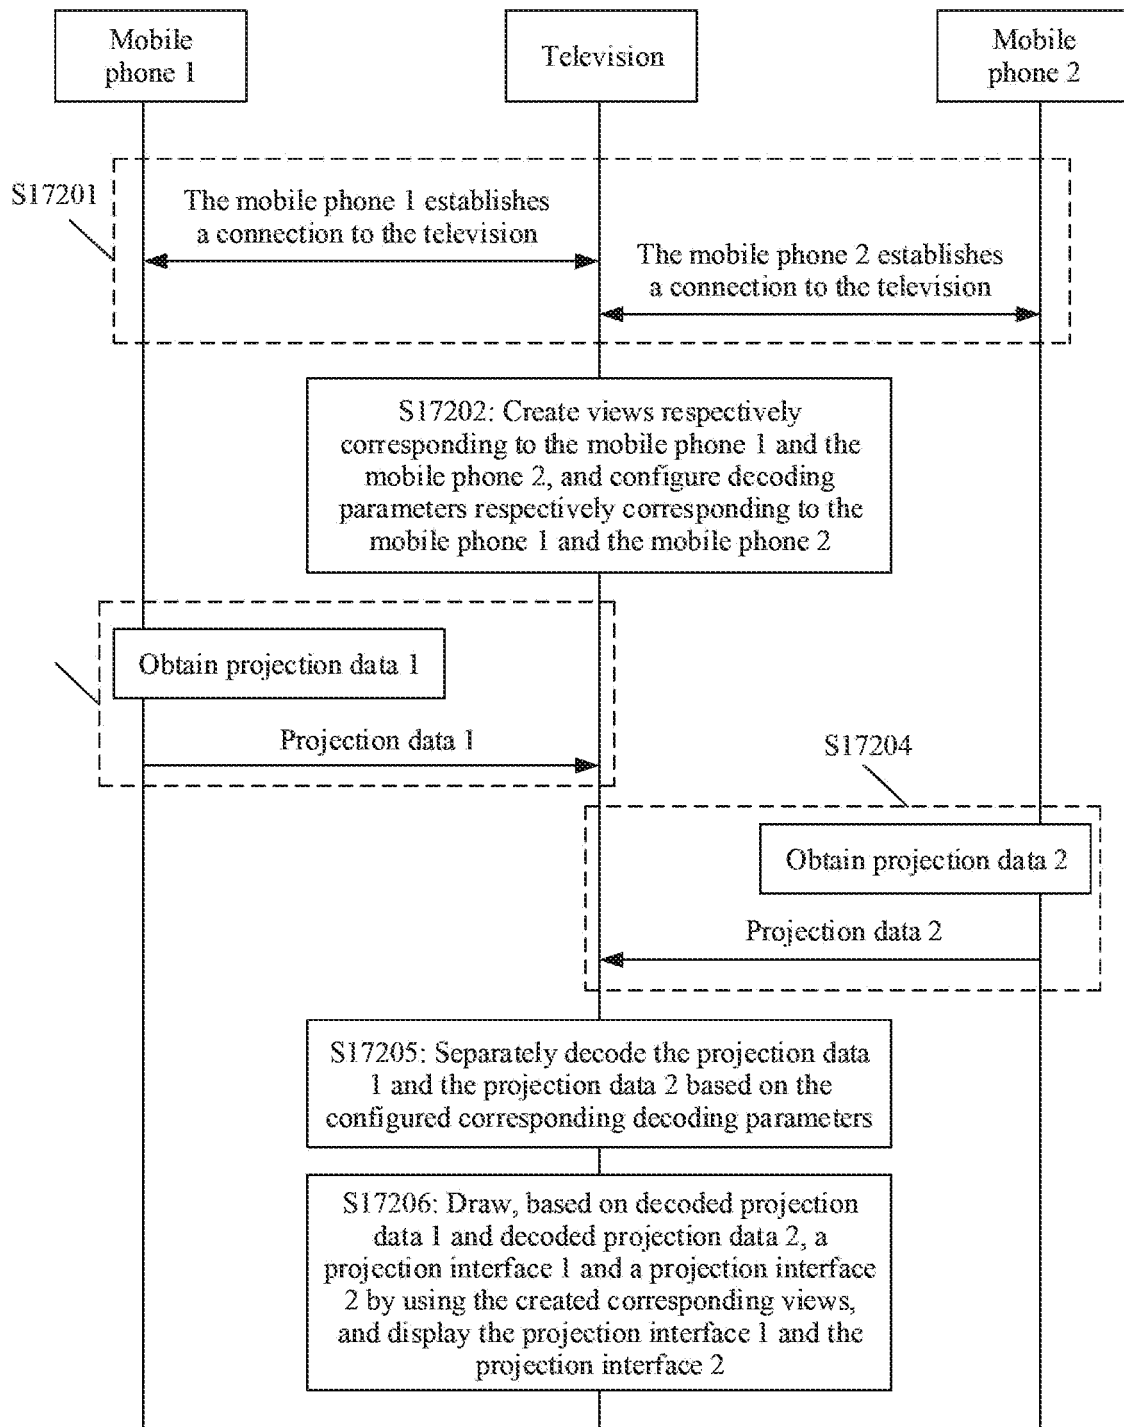 Mobile
phone 1
Television
Mobile
phone 2
S17201
The mobile phone 1 establishes
a connection to the television
The mobile phone 2 establishes
a connection to the television
S17202: Create views respectively
corresponding to the mobile phone 1 and the
mobile phone 2, and configure decoding
parameters respectively corresponding to the
mobile phone 1 and the mobile phone 2
Obtain projection data 1
Projection data 1
S17204
Obtain projection data 2
Projection data 2
S17205: Separately decode the projection data
1 and the projection data 2 based on the
configured corresponding decoding parameters
S17206: Draw, based on decoded projection
data 1 and decoded projection data 2, a
projection interface 1 and a projection interface
2 by using the created corresponding views,
and display the projection interface 1 and the
projection interface 2